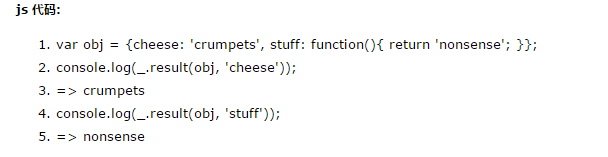 js 代码:
1. var obj = {cheese: 'crumpets', stuff: function(){ return 'nonsense'; }};
2. console.log(_.result(obj, 'cheese'));
3. => crumpets
4. console.log(_.result(obj, 'stuff'));
5. => nonsense